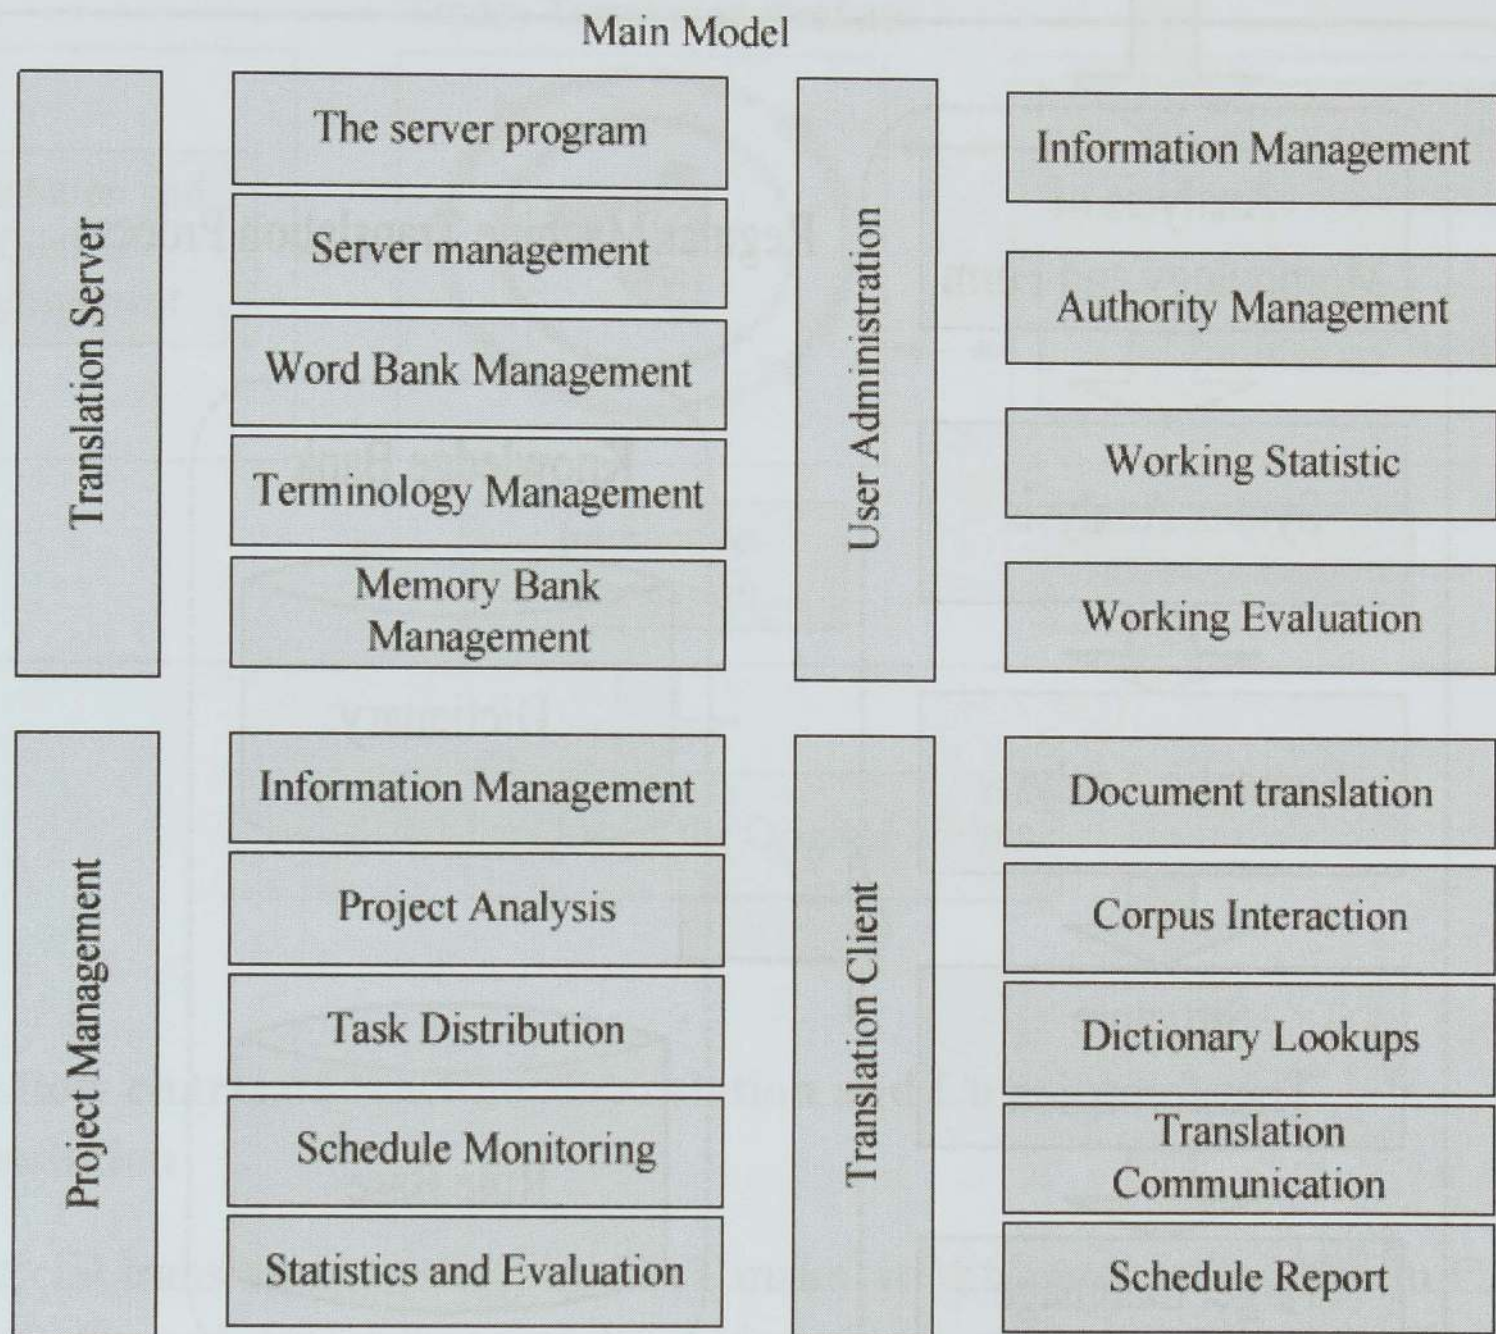 Main Model
Translation Server
The server program
Server management
Word Bank Management
Terminology Management
Memory Bank
Management
User Administration
Information Management
Authority Management
Working Statistic
Working Evaluation
Project Management
Information Management
Project Analysis
Task Distribution
Schedule Monitoring
Statistics and Evaluation
Translation Client
Document translation
Corpus Interaction
Dictionary Lookups
Translation
Communication
Schedule Report